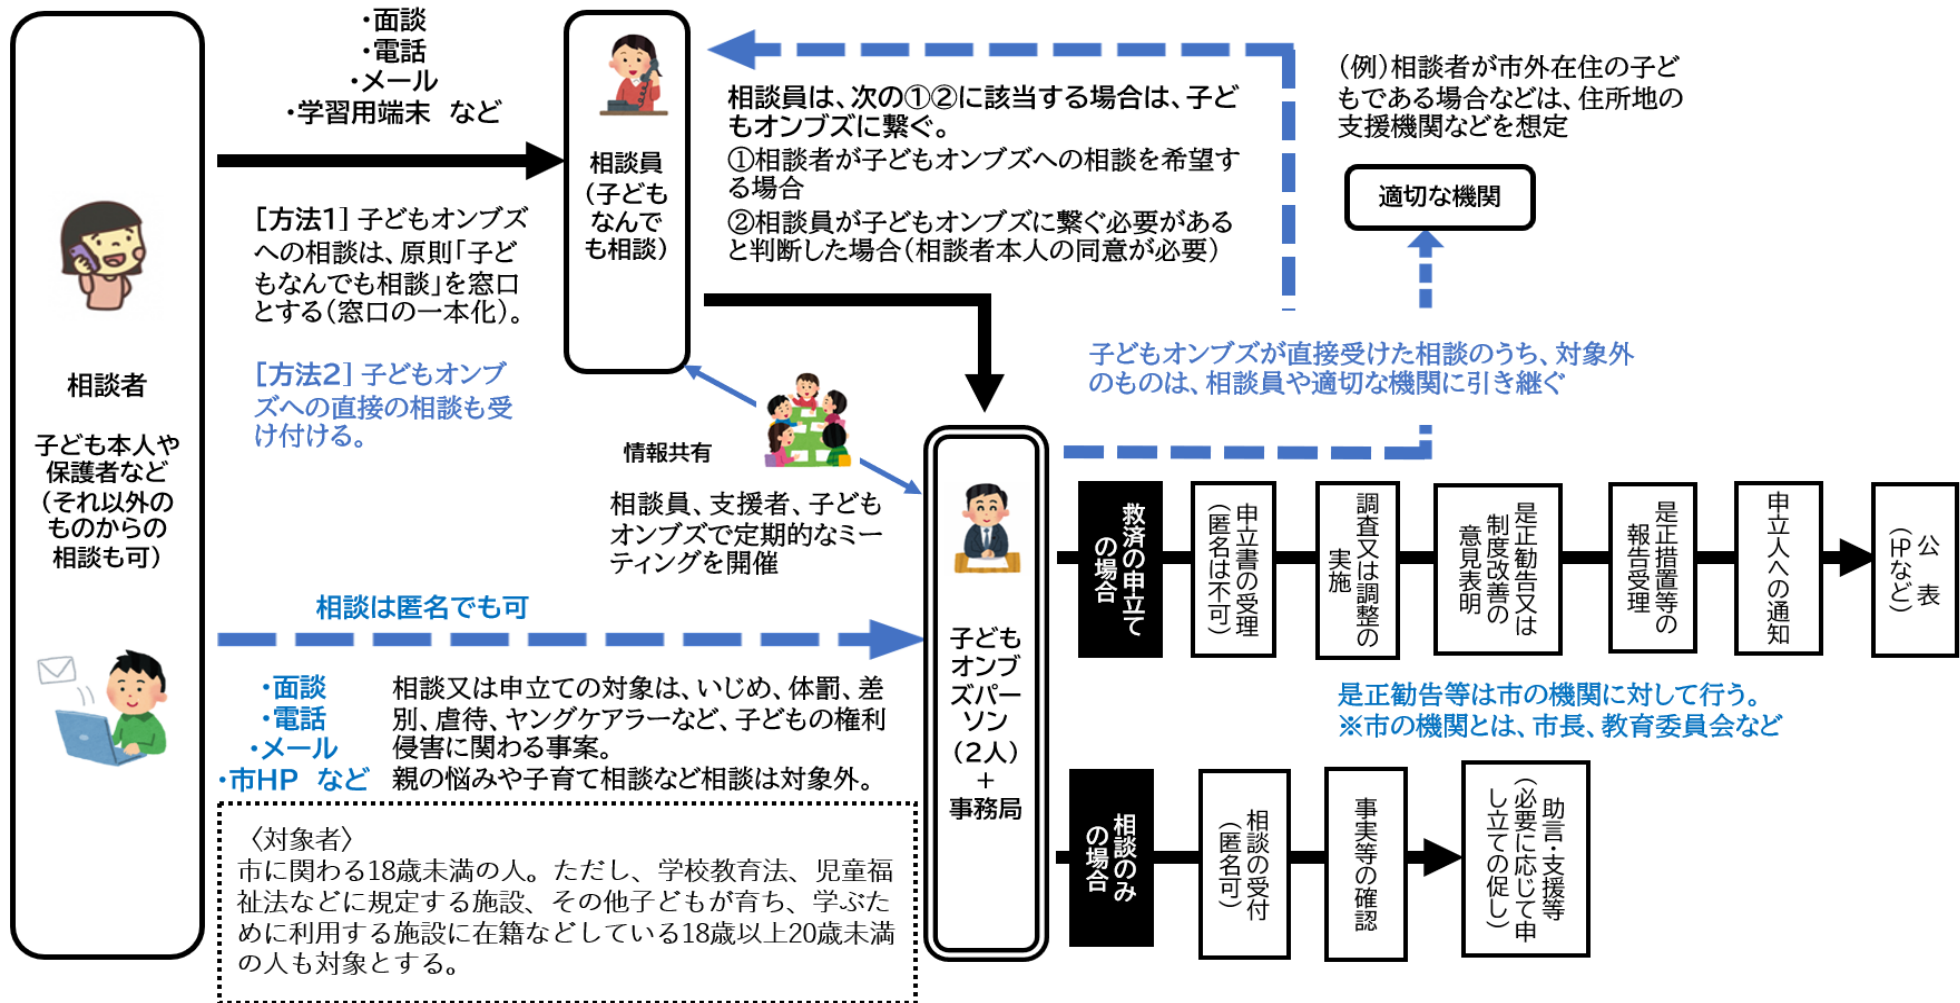 相談者
子ども本人や
保護者など
（それ以外の
ものからの
相談も可）
・面談
・電話
・メール
・学習用端末　など
［方法1］子どもオンブズ
への相談は、原則「子ど
もなんでも相談」を窓口
とする（窓口の一本化）。
［方法2］子どもオンブ
ズへの直接の相談も受
け付ける。
相談員
（子ども
なんで
も相談）
相談員は、次の①②に該当する場合は、子ど
もオンブズに繋ぐ。
①相談者が子どもオンブズへの相談を希望す
る場合
②相談員が子どもオンブズに繋ぐ必要がある
と判断した場合（相談者本人の同意が必要）
（例）相談者が市外在住の子ど
もである場合などは、住所地の
支援機関などを想定
適切な機関
子どもオンブズが直接受けた相談のうち、対象外
のものは、相談員や適切な機関に引き継ぐ
情報共有
相談員、支援者、子ども
オンブズで定期的なミー
ティングを開催
相談は匿名でも可
・面談
・電話
・メール
・市HP　など
相談又は申立ての対象は、いじめ、体罰、差
別、虐待、ヤングケアラーなど、子どもの権利
侵害に関わる事案。
親の悩みや子育て相談など相談は対象外。
〈対象者〉
市に関わる18歳未満の人。ただし、学校教育法、児童福
祉法などに規定する施設、その他子どもが育ち、学ぶた
めに利用する施設に在籍などしている18歳以上20歳未満
の人も対象とする。
子ども
オンブ
ズパー
ソン
（2人）
＋
事務局
救済の申立て
の場合
申立書の受理
（匿名は不可）
調査又は調整の
実施
是正勧告又は
制度改善の
意見表明
是正措置等の
報告受理
申立人への通知
公　表
（HPなど）
是正勧告等は市の機関に対して行う。
※市の機関とは、市長、教育委員会など
相談のみ
の場合
相談の受付
（匿名可）
事実等の確認
助言・支援等
（必要に応じて申
し立ての促し）